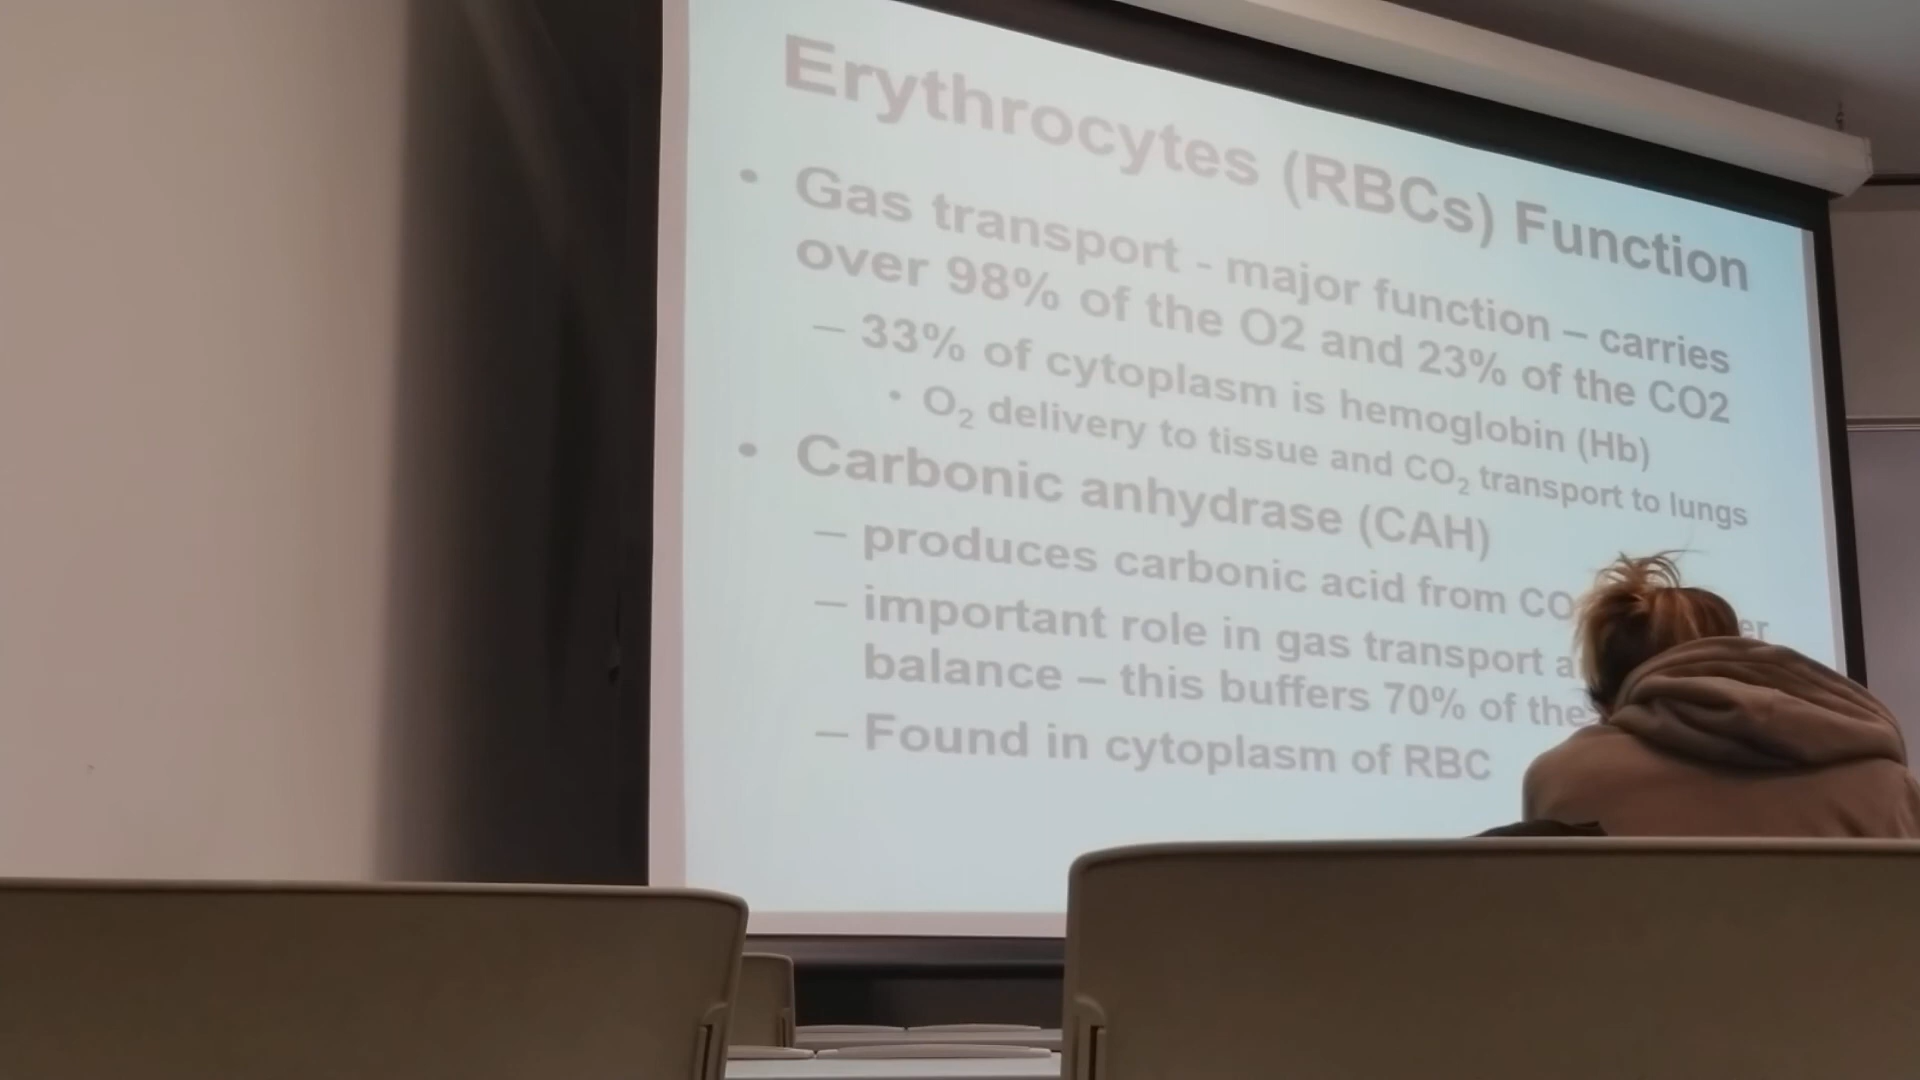 Erythrocytes (RBCs) Function
• Gas transport - major function – carries
over 98% of the O2 and 23% of the CO2
– 33% of cytoplasm is hemoglobin (Hb)
• O₂ delivery to tissue and CO₂ transport to lungs
• Carbonic anhydrase (CAH)
– produces carbonic acid from CO
– important role in gas transport
balance – this buffers 70% of the
– Found in cytoplasm of RBC